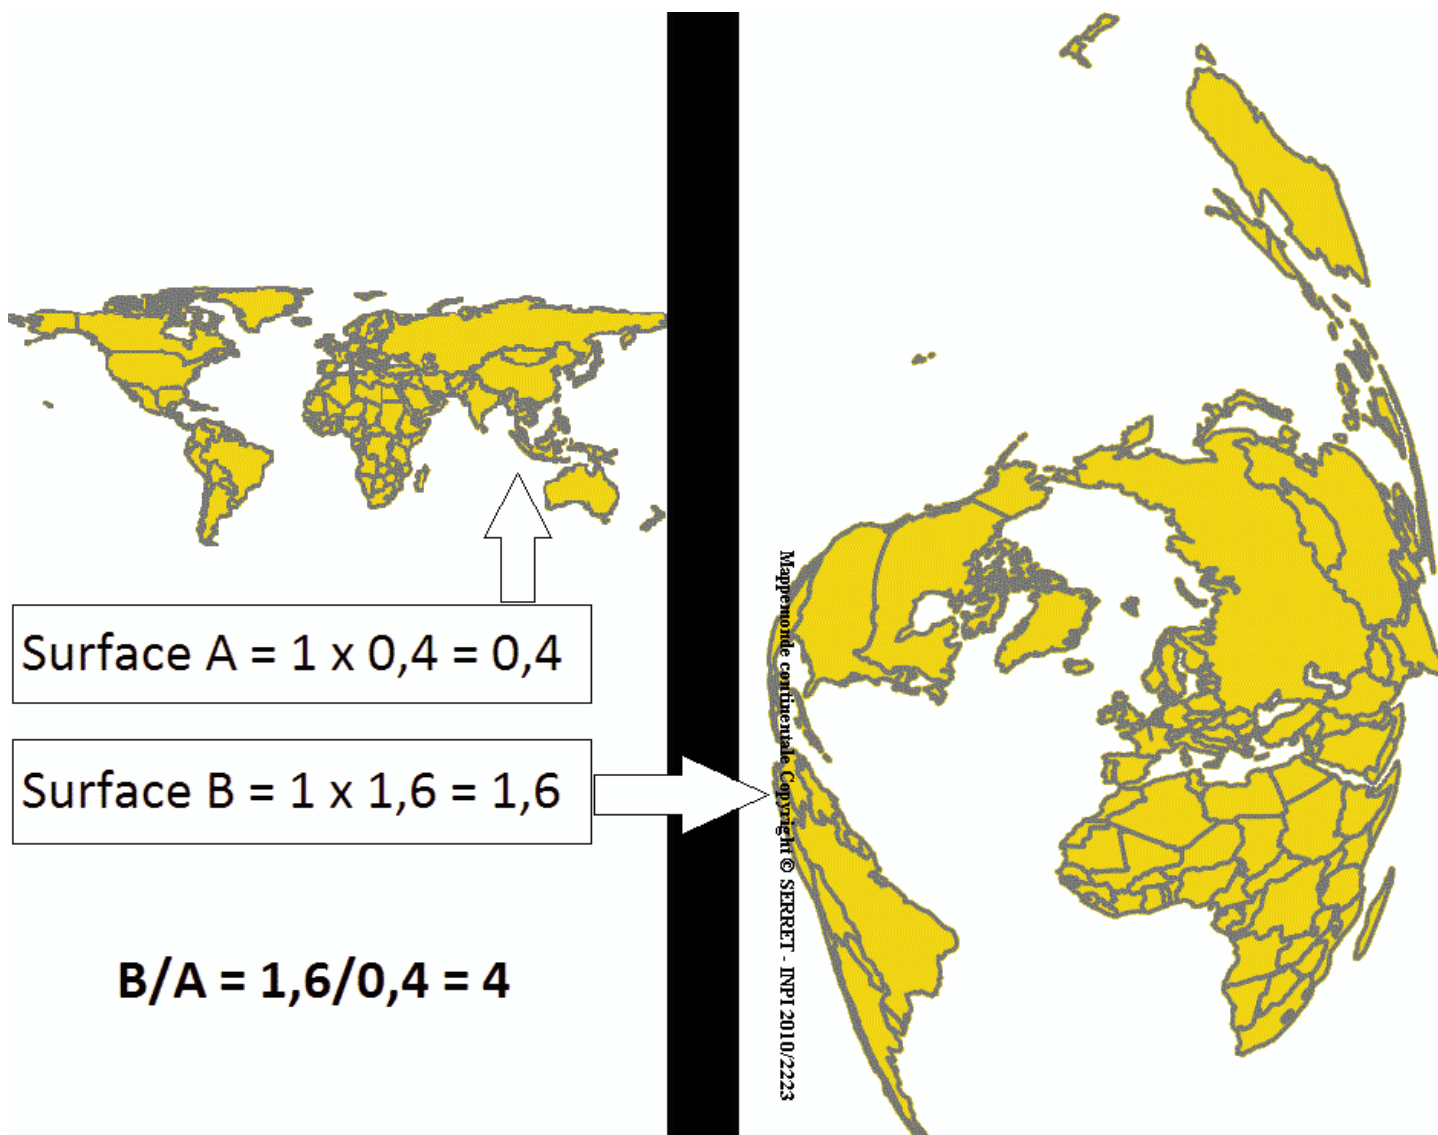 Surface A = 1 x 0,4 = 0,4
Surface B = 1 x 1,6 = 1,6
B/A = 1,6/0,4 = 4
Mappemonde continentale Copyright © SERRET - INPI 2010/2223